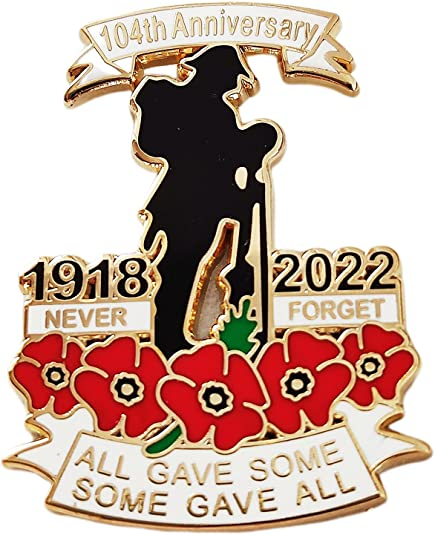 104th Anniversary
1918 2022
NEVER FORGET
ALL GAVE SOME
SOME GAVE ALL